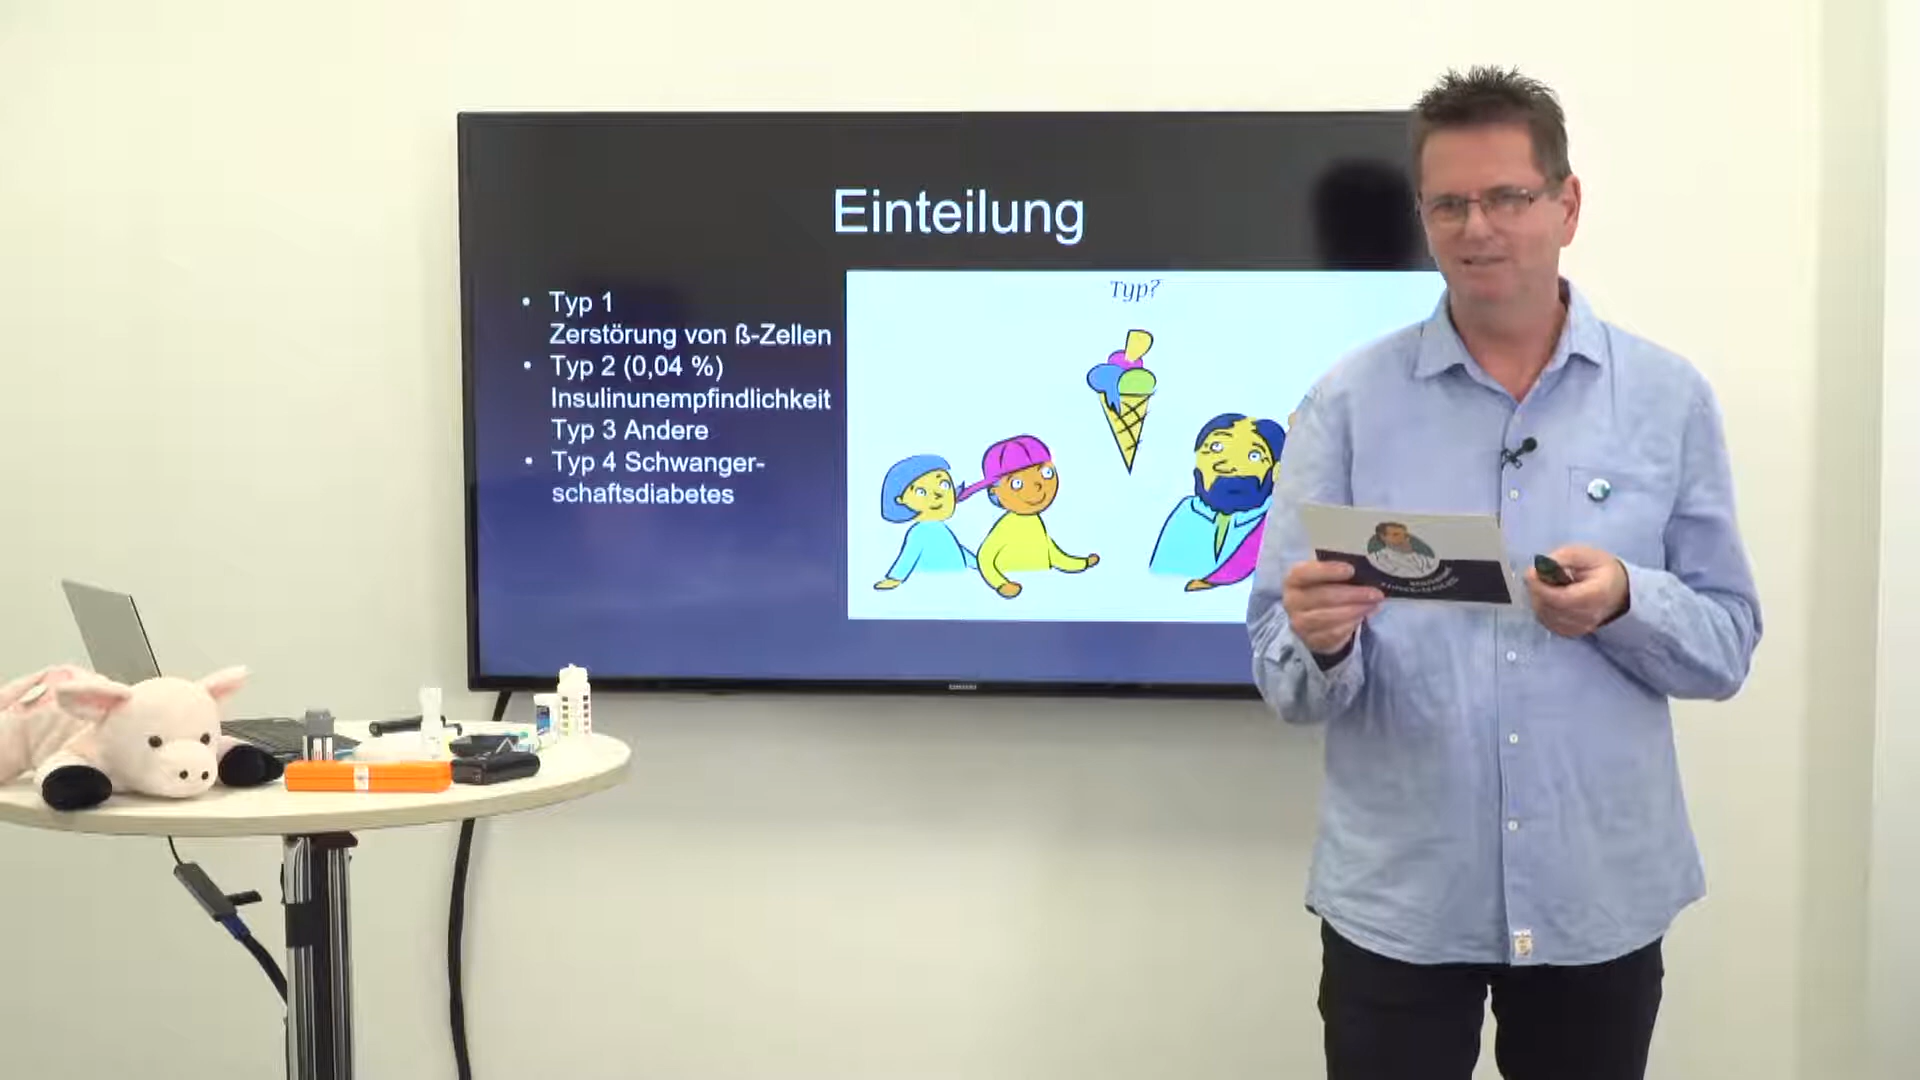 Einteilung
• Typ 1
Zerstörung von ß-Zellen
• Typ 2 (0,04 %)
Insulinunempfindlichkeit
Typ 3 Andere
• Typ 4 Schwanger-
schaftsdiabetes
Typ?
SAMSUNG